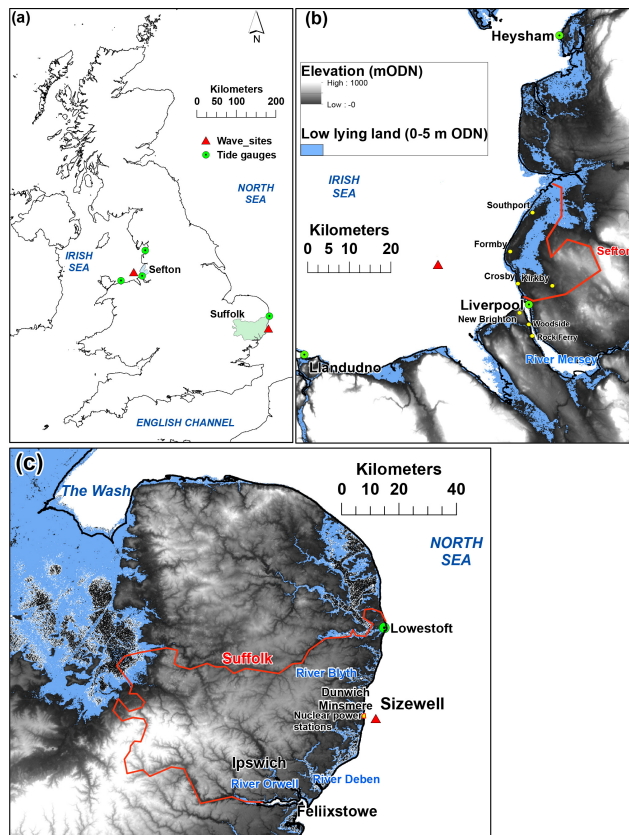 (a)
N
Kilometers
0 100 200
Wave_sites
Tide gauges
NORTH
SEA
IRISH
SEA
Sefton
Suffolk
ENGLISH CHANNEL
(b)
Heysham
Elevation (mODN)
High : 1000
Low : -0
Low lying land (0-5 m ODN)
IRISH
SEA
Kilometers
0 5 10 20
Southport
Formby
Sefton
Crosby
Kirkby
Liverpool
New Brighton
Woodside
Rock Ferry
River Mersey
Llandudno
(c)
The Wash
Kilometers
0 10 20 40
NORTH
SEA
Lowestoft
Suffolk
River Blyth
Dunwich
Minsmere
Sizewell
Nuclear power
stations
Ipswich
River Orwell
River Deben
Feliixstowe